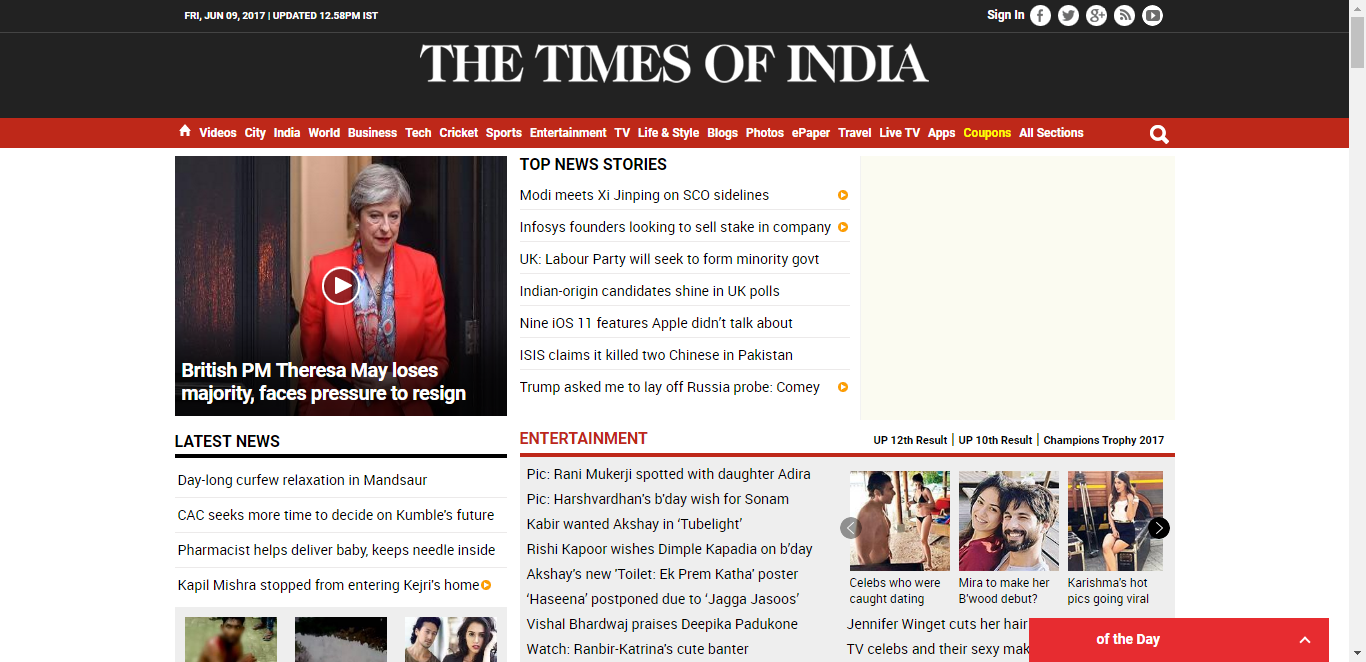 FRI, JUN 09, 2017 | UPDATED 12.58PM IST
Sign In
THE TIMES OF INDIA
Videos City India World Business Tech Cricket Sports Entertainment TV Life & Style Blogs Photos ePaper Travel Live TV Apps Coupons All Sections
British PM Theresa May loses
majority, faces pressure to resign
TOP NEWS STORIES
Modi meets Xi Jinping on SCO sidelines
Infosys founders looking to sell stake in company
UK: Labour Party will seek to form minority govt
Indian-origin candidates shine in UK polls
Nine iOS 11 features Apple didn’t talk about
ISIS claims it killed two Chinese in Pakistan
Trump asked me to lay off Russia probe: Comey
LATEST NEWS
Day-long curfew relaxation in Mandsaur
CAC seeks more time to decide on Kumble's future
Pharmacist helps deliver baby, keeps needle inside
Kapil Mishra stopped from entering Kejri's home
ENTERTAINMENT
UP 12th Result | UP 10th Result | Champions Trophy 2017
Pic: Rani Mukerji spotted with daughter Adira
Pic: Harshvardhan's b’day wish for Sonam
Kabir wanted Akshay in ‘Tubelight’
Rishi Kapoor wishes Dimple Kapadia on b’day
Akshay's new 'Toilet: Ek Prem Katha' poster
‘Haseena’ postponed due to ‘Jagga Jasoos’
Vishal Bhardwaj praises Deepika Padukone
Watch: Ranbir-Katrina's cute banter
Celebs who were
caught dating
Mira to make her
B'wood debut?
Karishma's hot
pics going viral
Jennifer Winget cuts her hair
TV celebs and their sexy mak
of the Day